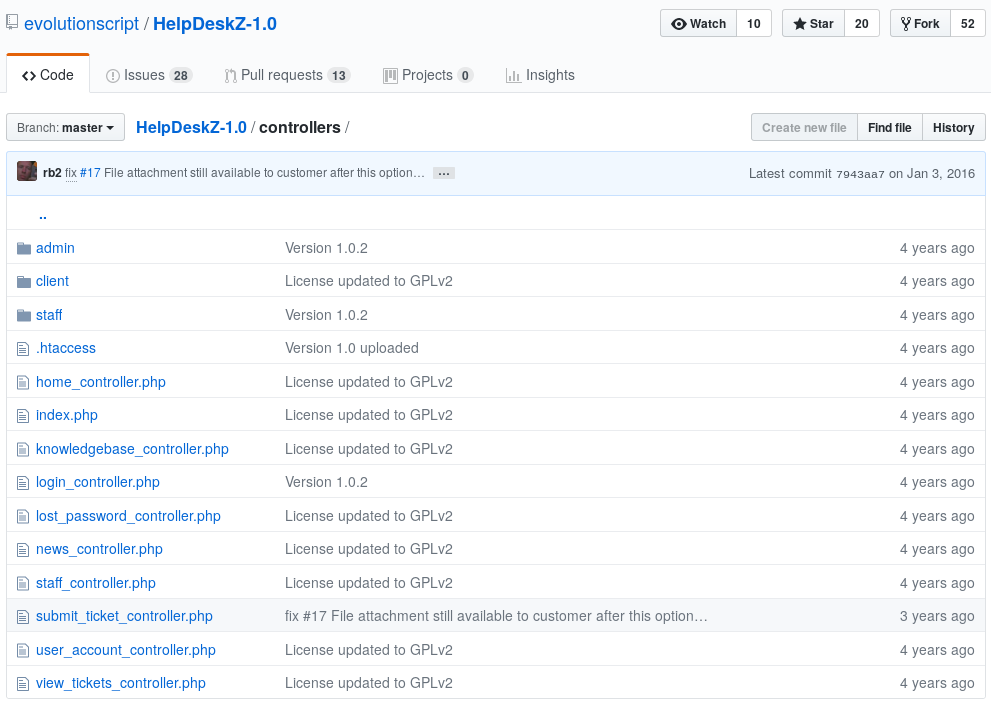 evolutionscript / HelpDeskZ-1.0 Watch 10 Star 20 Fork 52
Code Issues 28 Pull requests 13 Projects 0 Insights
Branch: master HelpDeskZ-1.0 / controllers / Create new file Find file History
rb2 fix #17 File attachment still available to customer after this option… … Latest commit 7943aa7 on Jan 3, 2016
..
admin Version 1.0.2 4 years ago
client License updated to GPLv2 4 years ago
staff Version 1.0.2 4 years ago
.htaccess Version 1.0 uploaded 4 years ago
home_controller.php License updated to GPLv2 4 years ago
index.php License updated to GPLv2 4 years ago
knowledgebase_controller.php License updated to GPLv2 4 years ago
login_controller.php Version 1.0.2 4 years ago
lost_password_controller.php License updated to GPLv2 4 years ago
news_controller.php License updated to GPLv2 4 years ago
staff_controller.php License updated to GPLv2 4 years ago
submit_ticket_controller.php fix #17 File attachment still available to customer after this option… 3 years ago
user_account_controller.php License updated to GPLv2 4 years ago
view_tickets_controller.php License updated to GPLv2 4 years ago